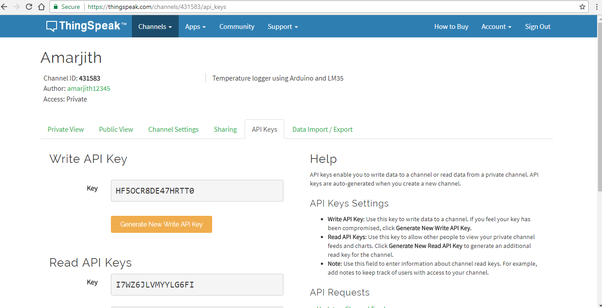 Secure https://thingspeak.com/channels/431583/api_keys
ThingSpeak™ Channels Apps Community Support How to Buy Account Sign Out
Amarjith
Channel ID: 431583
Author: amarjith12345
Access: Private
Temperature logger using Arduino and LM35
Private View Public View Channel Settings Sharing API Keys Data Import / Export
Write API Key
Key HF5OCR8DE47HRTT0
Generate New Write API Key
Read API Keys
Key I7WZ6JLVMYYLG6FI
Help
API keys enable you to write data to a channel or read data from a private channel. API
keys are auto-generated when you create a new channel.
API Keys Settings
• Write API Key: Use this key to write data to a channel. If you feel your key has
been compromised, click Generate New Write API Key.
• Read API Keys: Use this key to allow other people to view your private channel
feeds and charts. Click Generate New Read API Key to generate an additional
read key for the channel.
• Note: Use this field to enter information about channel read keys. For example,
add notes to keep track of users with access to your channel.
API Requests